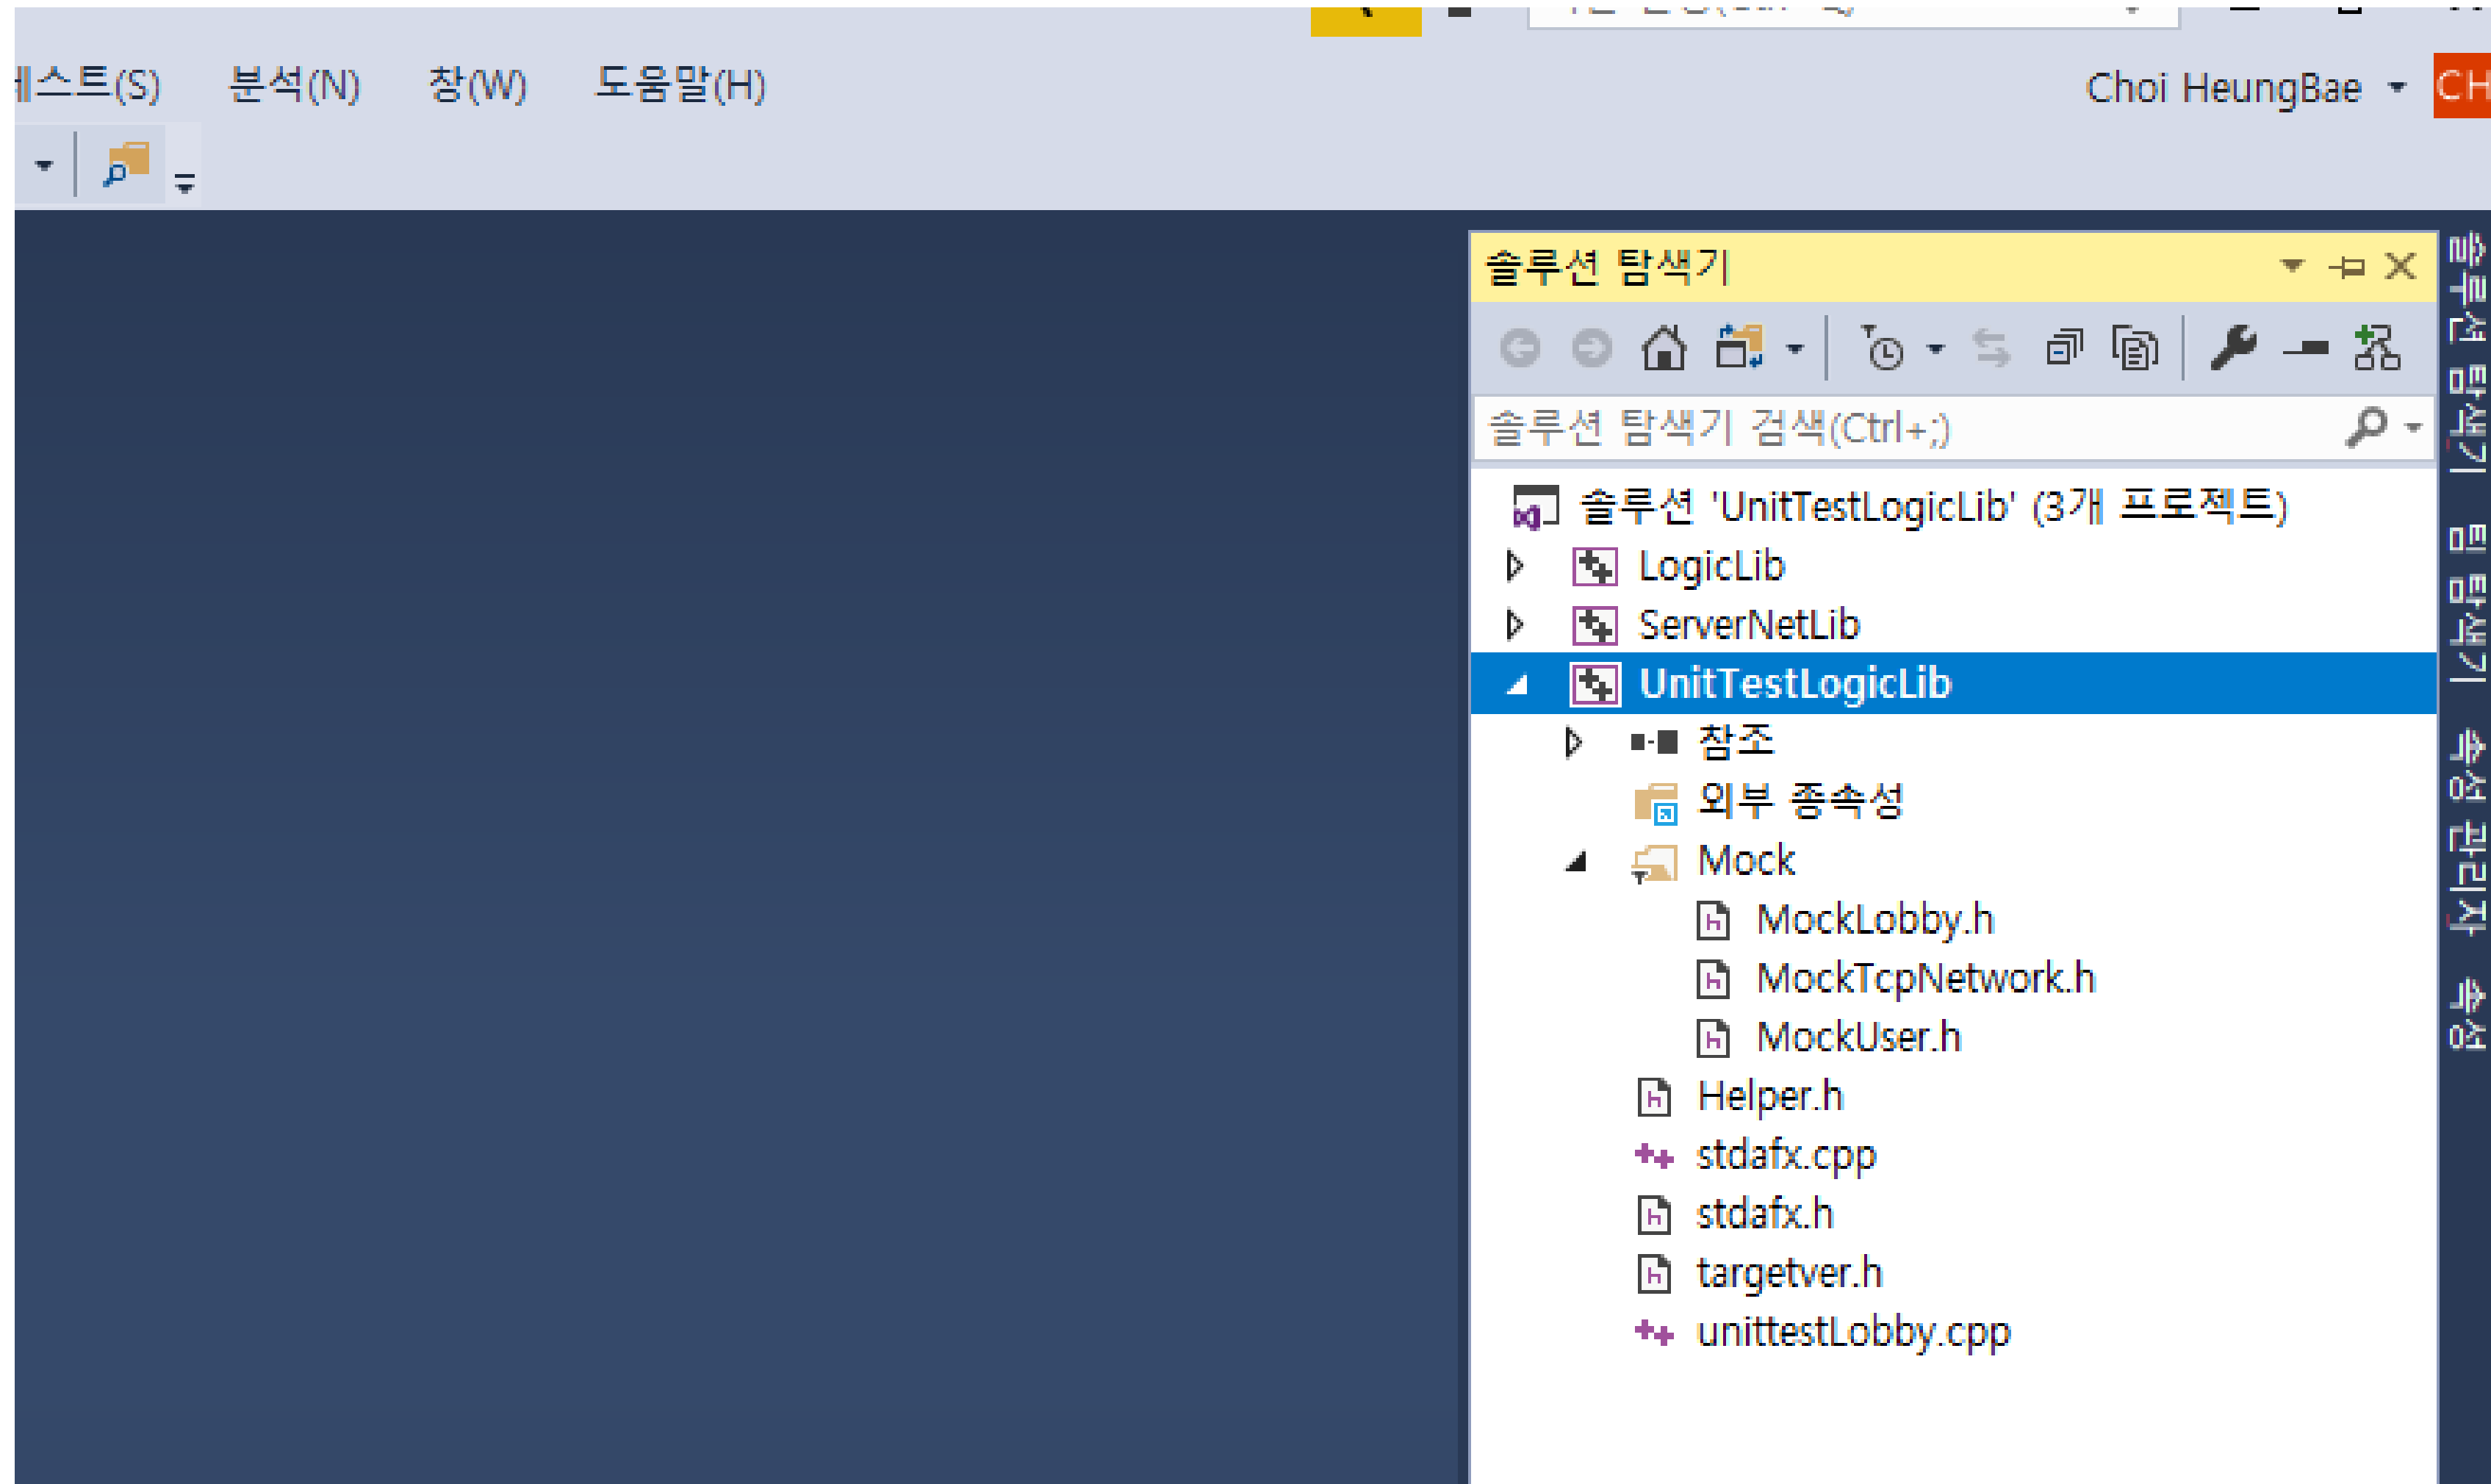 분석(N) 창(W) 도움말(H)
Choi HeungBae CH
솔루션 탐색기
솔루션 탐색기 검색(Ctrl+;)
솔루션 'UnitTestLogicLib' (3개 프로젝트)
LogicLib
ServerNetLib
UnitTestLogicLib
참조
외부 종속성
Mock
MockLobby.h
MockTcpNetwork.h
MockUser.h
Helper.h
stdafx.cpp
stdafx.h
targetver.h
unittestLobby.cpp
솔루션 탐색기 팀 탐색기 속성 관리자 속성